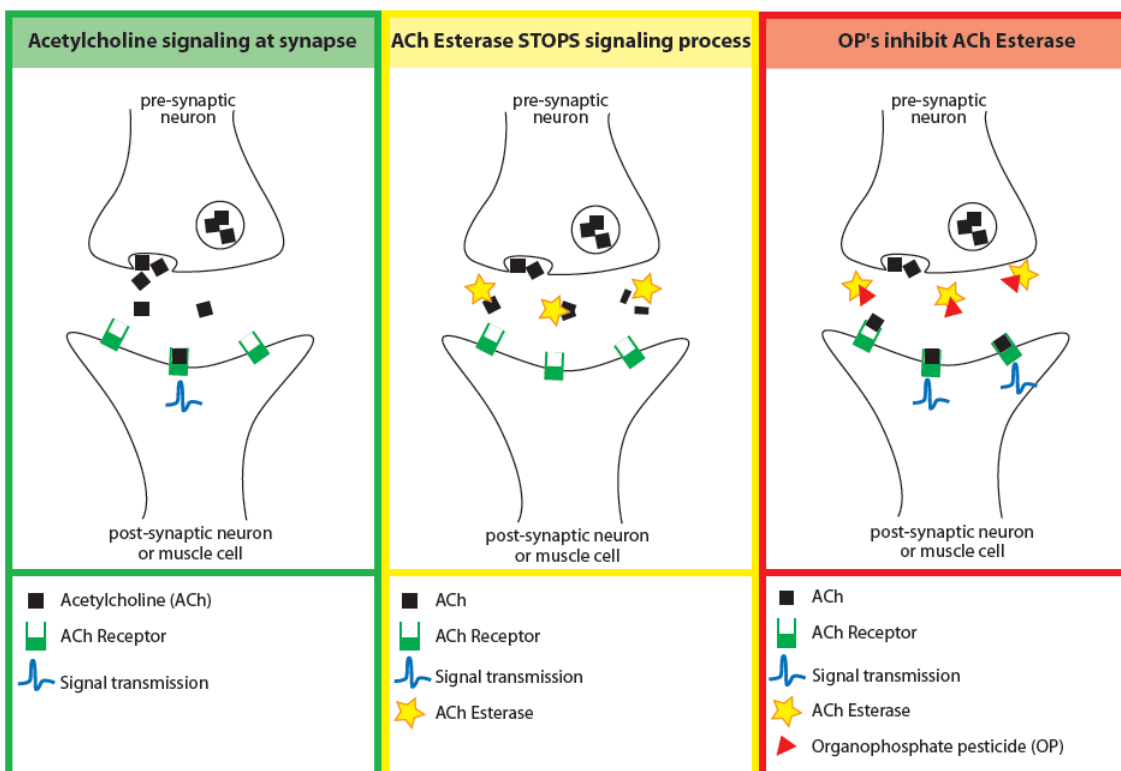 Acetylcholine signaling at synapse
pre-synaptic
neuron
post-synaptic neuron
or muscle cell
Acetylcholine (ACh)
ACh Receptor
Signal transmission
ACh Esterase STOPS signaling process
pre-synaptic
neuron
post-synaptic neuron
or muscle cell
ACh
ACh Receptor
Signal transmission
ACh Esterase
OP's inhibit ACh Esterase
pre-synaptic
neuron
post-synaptic neuron
or muscle cell
ACh
ACh Receptor
Signal transmission
ACh Esterase
Organophosphate pesticide (OP)